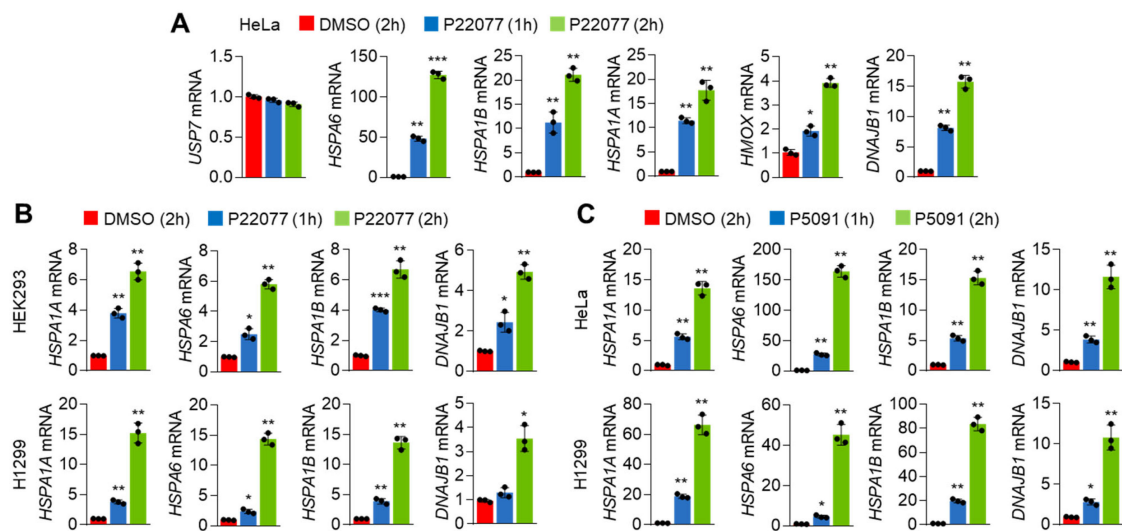 A HeLa DMSO (2h) P22077 (1h) P22077 (2h)
USP7 mRNA 1.5 1.0 0.5 0.0
HSPA6 mRNA 150 100 50 0 ** ***
HSPA1B mRNA 25 20 15 10 5 0 ** **
HSPA1A mRNA 25 20 15 10 5 0 ** **
HMOX mRNA 5 4 3 2 1 0 * **
DNAJB1 mRNA 20 15 10 5 0 ** **
B DMSO (2h) P22077 (1h) P22077 (2h)
HEK293
HSPA1A mRNA 8 6 4 2 0 ** **
HSPA6 mRNA 8 6 4 2 0 * **
HSPA1B mRNA 8 6 4 2 0 *** **
DNAJB1 mRNA 6 4 2 0 * **
H1299
HSPA1A mRNA 20 15 10 5 0 ** **
HSPA6 mRNA 20 15 10 5 0 * **
HSPA1B mRNA 20 15 10 5 0 ** **
DNAJB1 mRNA 5 4 3 2 1 0 *
C DMSO (2h) P5091 (1h) P5091 (2h)
HeLa
HSPA1A mRNA 20 15 10 5 0 ** **
HSPA6 mRNA 200 150 100 50 0 ** **
HSPA1B mRNA 20 15 10 5 0 ** **
DNAJB1 mRNA 15 10 5 0 ** **
H1299
HSPA1A mRNA 80 60 40 20 0 ** **
HSPA6 mRNA 60 40 20 0 * **
HSPA1B mRNA 100 80 60 40 20 0 ** **
DNAJB1 mRNA 15 10 5 0 * **